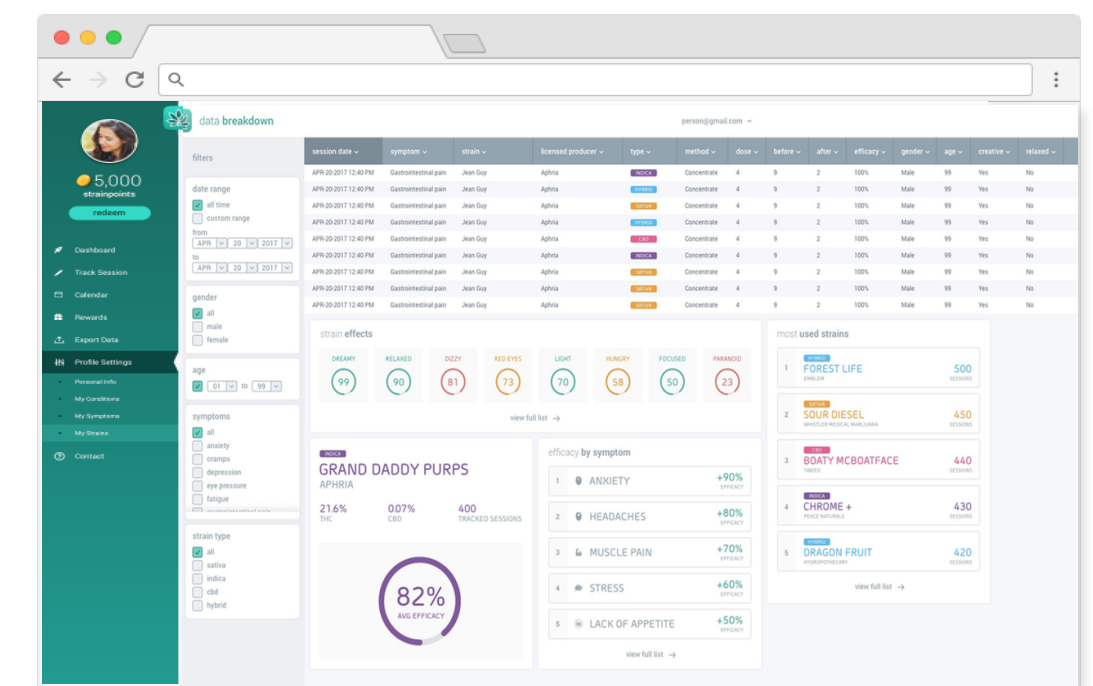 data breakdown
person@gmail.com
5,000
strainpoints
redeem
Dashboard
Track Session
Calendar
Rewards
Export Data
Profile Settings
Personal Info
My Conditions
My Symptoms
My Strains
Contact
filters
date range
all time
custom range
from
APR 20 2017
to
APR 20 2017
gender
all
male
female
age
01 to 99
symptoms
all
anxiety
cramps
depression
eye pressure
fatigue
gastrointestinal pain
strain type
all
sativa
indica
cbd
hybrid
session date symptom strain licensed producer type method dose before after efficacy gender age creative relaxed
APR-20-2017 12:40 PM Gastrointestinal pain Jean Guy Aphria INDICA Concentrate 4 9 2 100% Male 99 Yes No
APR-20-2017 12:40 PM Gastrointestinal pain Jean Guy Aphria HYBRID Concentrate 4 9 2 100% Male 99 Yes No
APR-20-2017 12:40 PM Gastrointestinal pain Jean Guy Aphria SATIVA Concentrate 4 9 2 100% Male 99 Yes No
APR-20-2017 12:40 PM Gastrointestinal pain Jean Guy Aphria HYBRID Concentrate 4 9 2 100% Male 99 Yes No
APR-20-2017 12:40 PM Gastrointestinal pain Jean Guy Aphria CBD Concentrate 4 9 2 100% Male 99 Yes No
APR-20-2017 12:40 PM Gastrointestinal pain Jean Guy Aphria INDICA Concentrate 4 9 2 100% Male 99 Yes No
APR-20-2017 12:40 PM Gastrointestinal pain Jean Guy Aphria SATIVA Concentrate 4 9 2 100% Male 99 Yes No
APR-20-2017 12:40 PM Gastrointestinal pain Jean Guy Aphria SATIVA Concentrate 4 9 2 100% Male 99 Yes No
APR-20-2017 12:40 PM Gastrointestinal pain Jean Guy Aphria SATIVA Concentrate 4 9 2 100% Male 99 Yes No
strain effects
DREAMY RELAXED DIZZY RED EYES LIGHT HUNGRY FOCUSED PARANOID
99 90 81 73 70 58 50 23
view full list →
INDICA
GRAND DADDY PURPS
APHRIA
21.6% 0.07% 400
THC CBD TRACKED SESSIONS
82%
AVG EFFICACY
efficacy by symptom
1 ANXIETY +90%
EFFICACY
2 HEADACHES +80%
EFFICACY
3 MUSCLE PAIN +70%
EFFICACY
4 STRESS +60%
EFFICACY
5 LACK OF APPETITE +50%
EFFICACY
view full list →
most used strains
HYBRID
1 FOREST LIFE 500
EMBLEM SESSIONS
SATIVA
2 SOUR DIESEL 450
WHISTLER MEDICAL MARIJUANA SESSIONS
CBD
3 BOATY MCBOATFACE 440
TWEED SESSIONS
INDICA
4 CHROME + 430
PEACE NATURALS SESSIONS
HYBRID
5 DRAGON FRUIT 420
HYDROPOTHECARY SESSIONS
view full list →